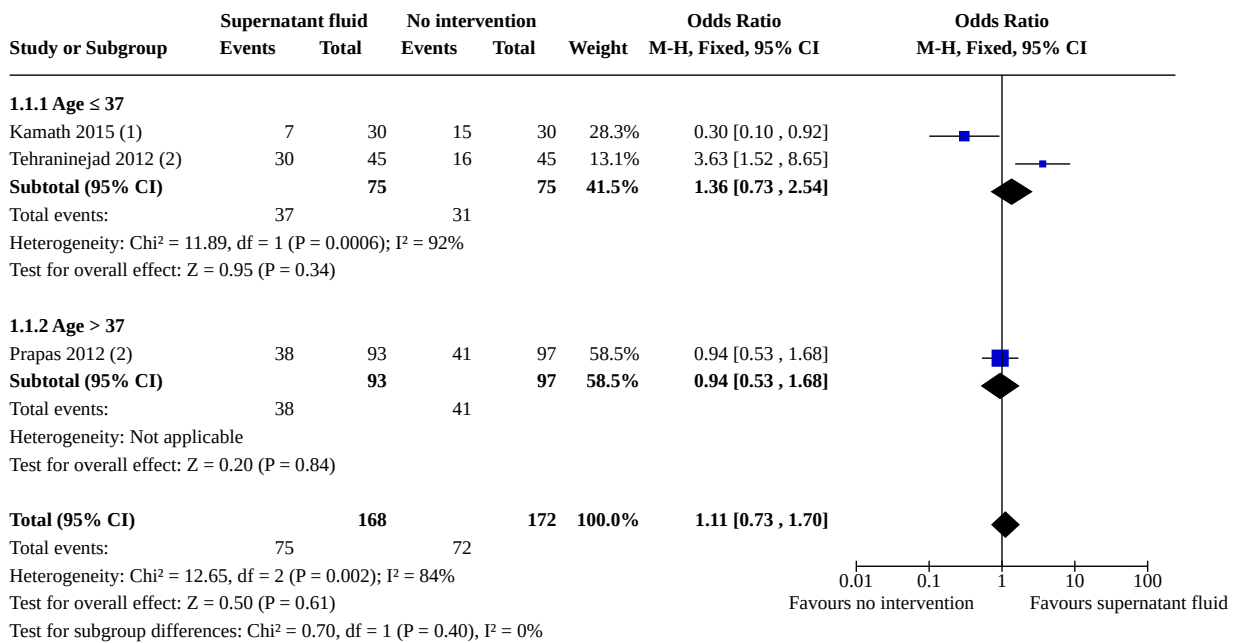 Supernatant fluid No intervention Odds Ratio Odds Ratio
Study or Subgroup Events Total Events Total Weight M-H, Fixed, 95% CI M-H, Fixed, 95% CI
1.1.1 Age ≤ 37
Kamath 2015 (1) 7 30 15 30 28.3% 0.30 [0.10 , 0.92]
Tehraninejad 2012 (2) 30 45 16 45 13.1% 3.63 [1.52 , 8.65]
Subtotal (95% CI) 75 75 41.5% 1.36 [0.73 , 2.54]
Total events: 37 31
Heterogeneity: Chi² = 11.89, df = 1 (P = 0.0006); I² = 92%
Test for overall effect: Z = 0.95 (P = 0.34)
1.1.2 Age > 37
Prapas 2012 (2) 38 93 41 97 58.5% 0.94 [0.53 , 1.68]
Subtotal (95% CI) 93 97 58.5% 0.94 [0.53 , 1.68]
Total events: 38 41
Heterogeneity: Not applicable
Test for overall effect: Z = 0.20 (P = 0.84)
Total (95% CI) 168 172 100.0% 1.11 [0.73 , 1.70]
Total events: 75 72
Heterogeneity: Chi² = 12.65, df = 2 (P = 0.002); I² = 84%
0.01 0.1 1 10 100
Test for overall effect: Z = 0.50 (P = 0.61)
Favours no intervention Favours supernatant fluid
Test for subgroup differences: Chi² = 0.70, df = 1 (P = 0.40), I² = 0%